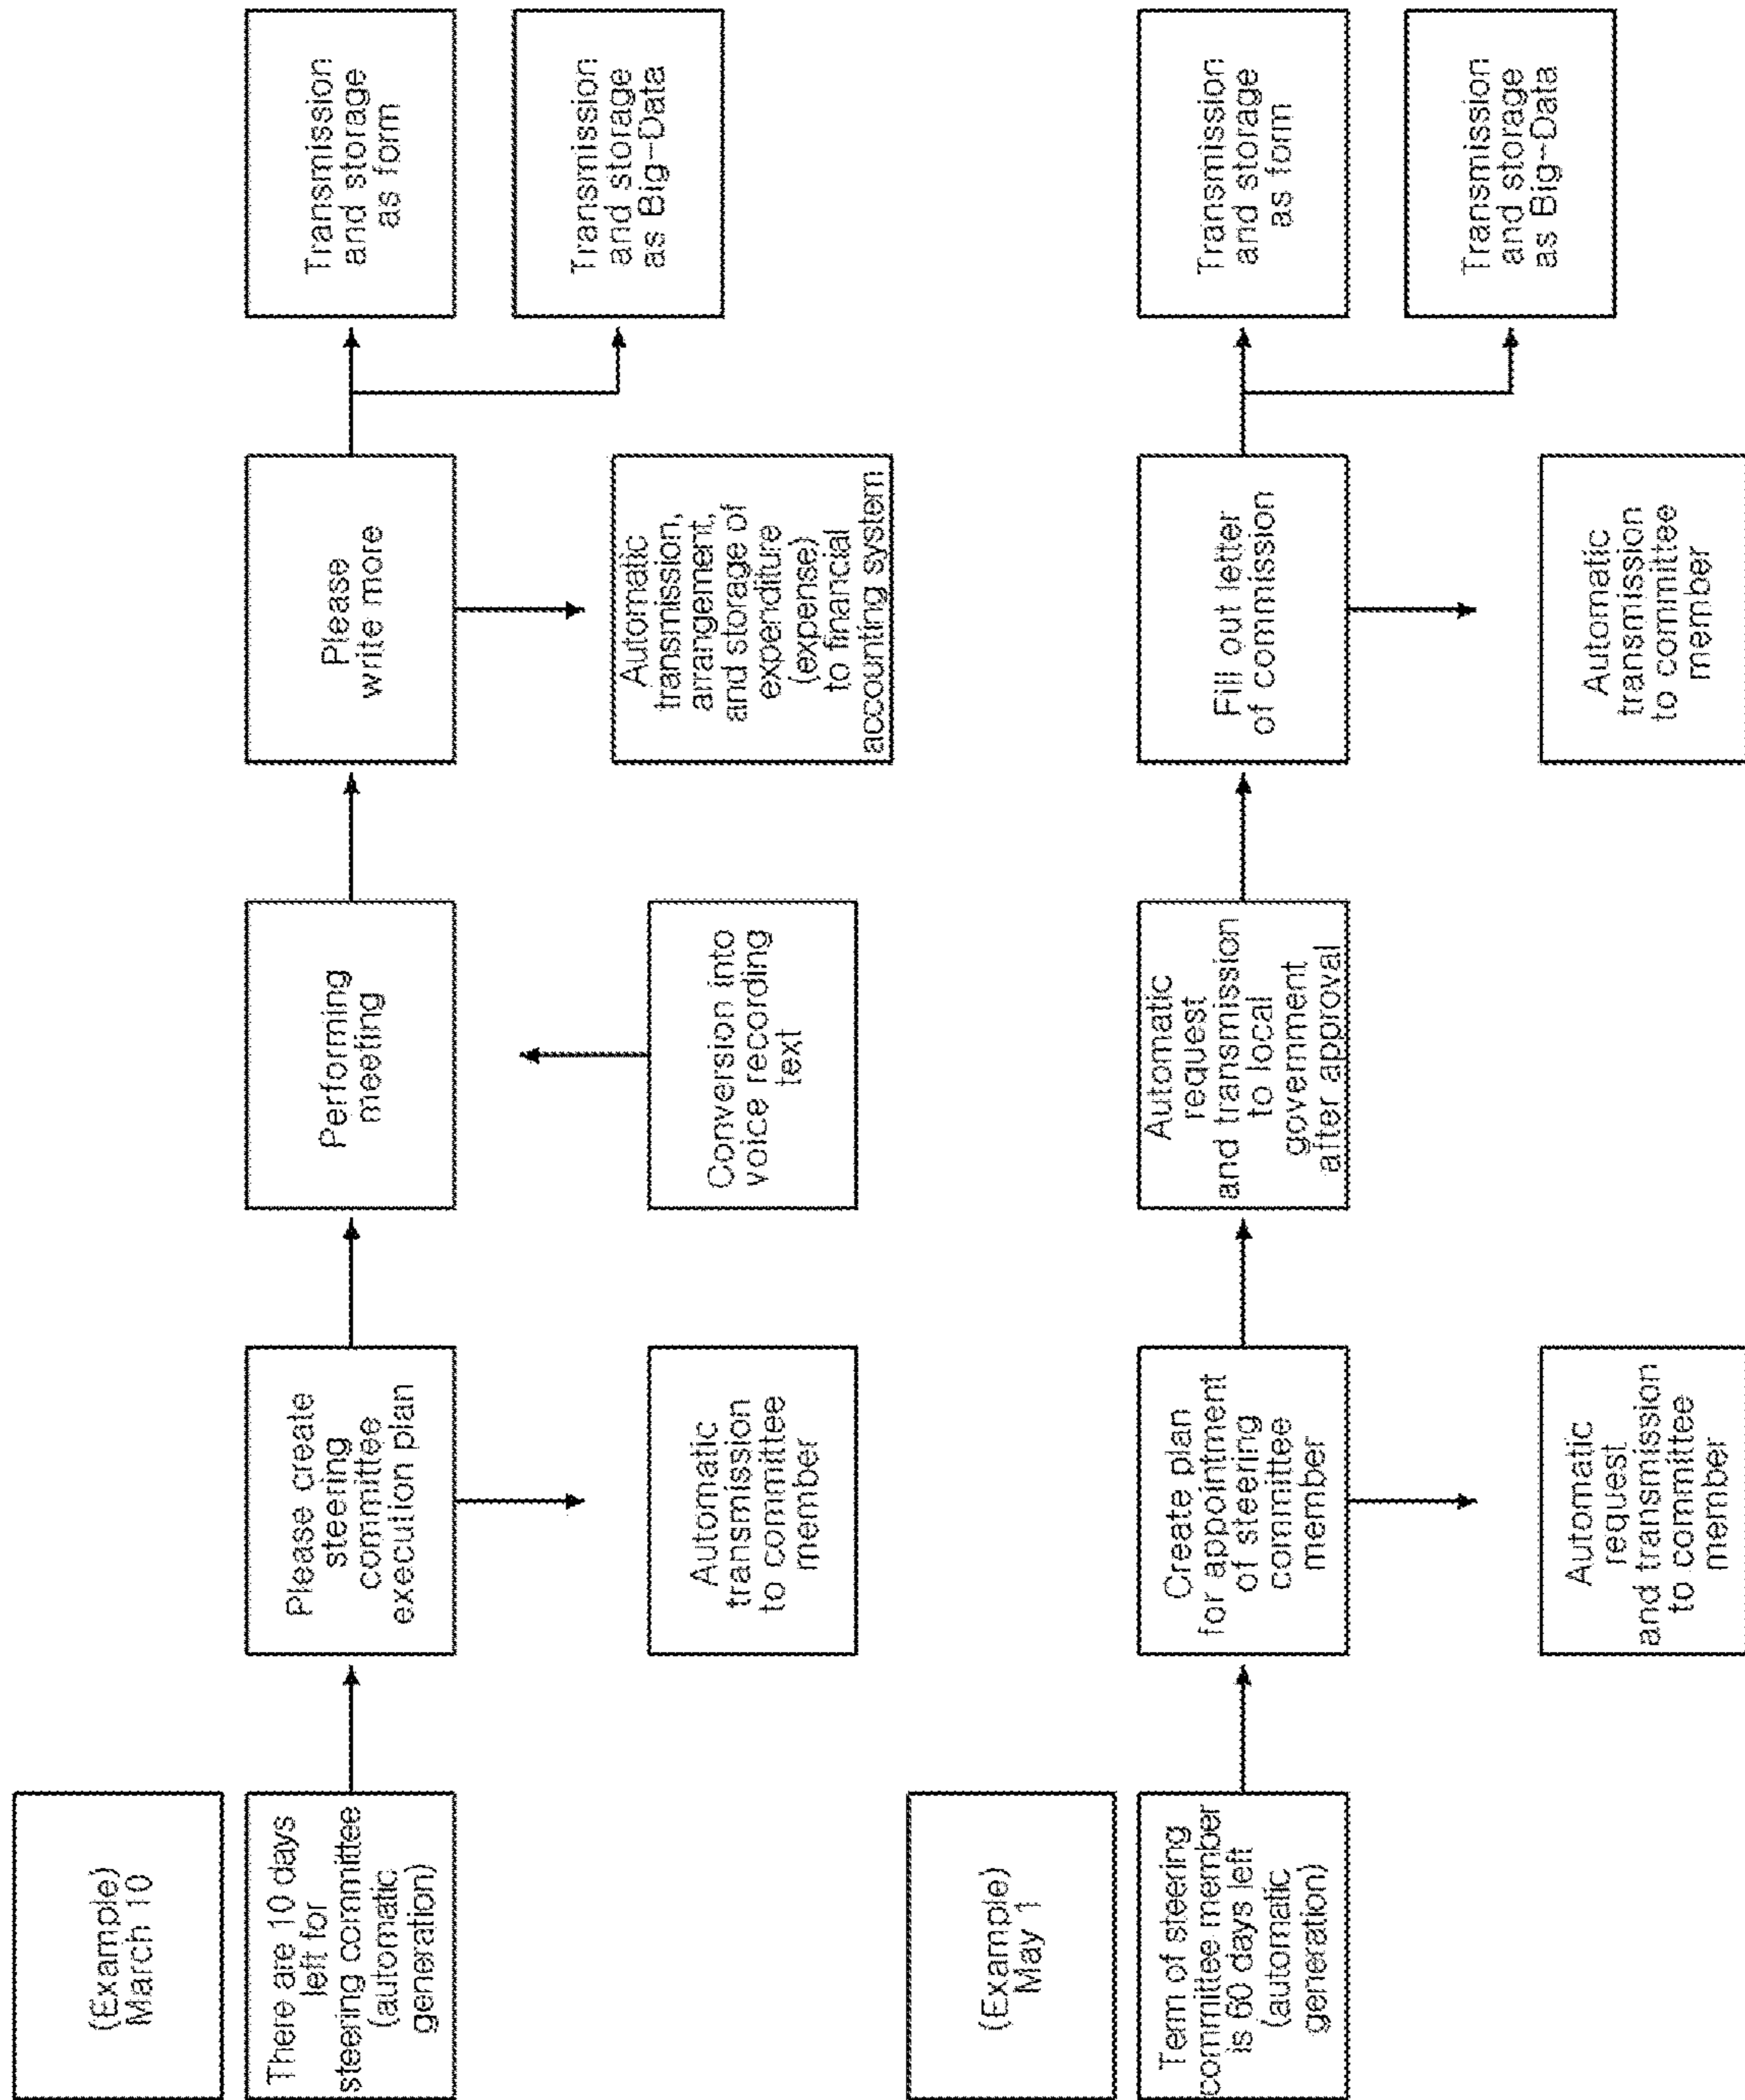 (Example)
March 10
There are 10 days
left for
steering committee
(automatic
generation)
Please create
steering
committee
execution plan
Automatic
transmission
to committee
member
Performing
meeting
Conversion into
voice recording
text
Please
write more
Automatic
transmission,
arrangement,
and storage of
expenditure
(expense)
to financial
accounting system
Transmission
and storage
as form
Transmission
and storage
as Big-Data
(Example)
May 1
Term of steering
committee member
is 60 days left
(automatic
generation)
Create plan
for appointment
of steering
committee
member
Automatic
request
and transmission
to committee
member
Automatic
request
and transmission
to local
government
after approval
Fill out letter
of commission
Automatic
transmission
to committee
member
Transmission
and storage
as form
Transmission
and storage
as Big-Data